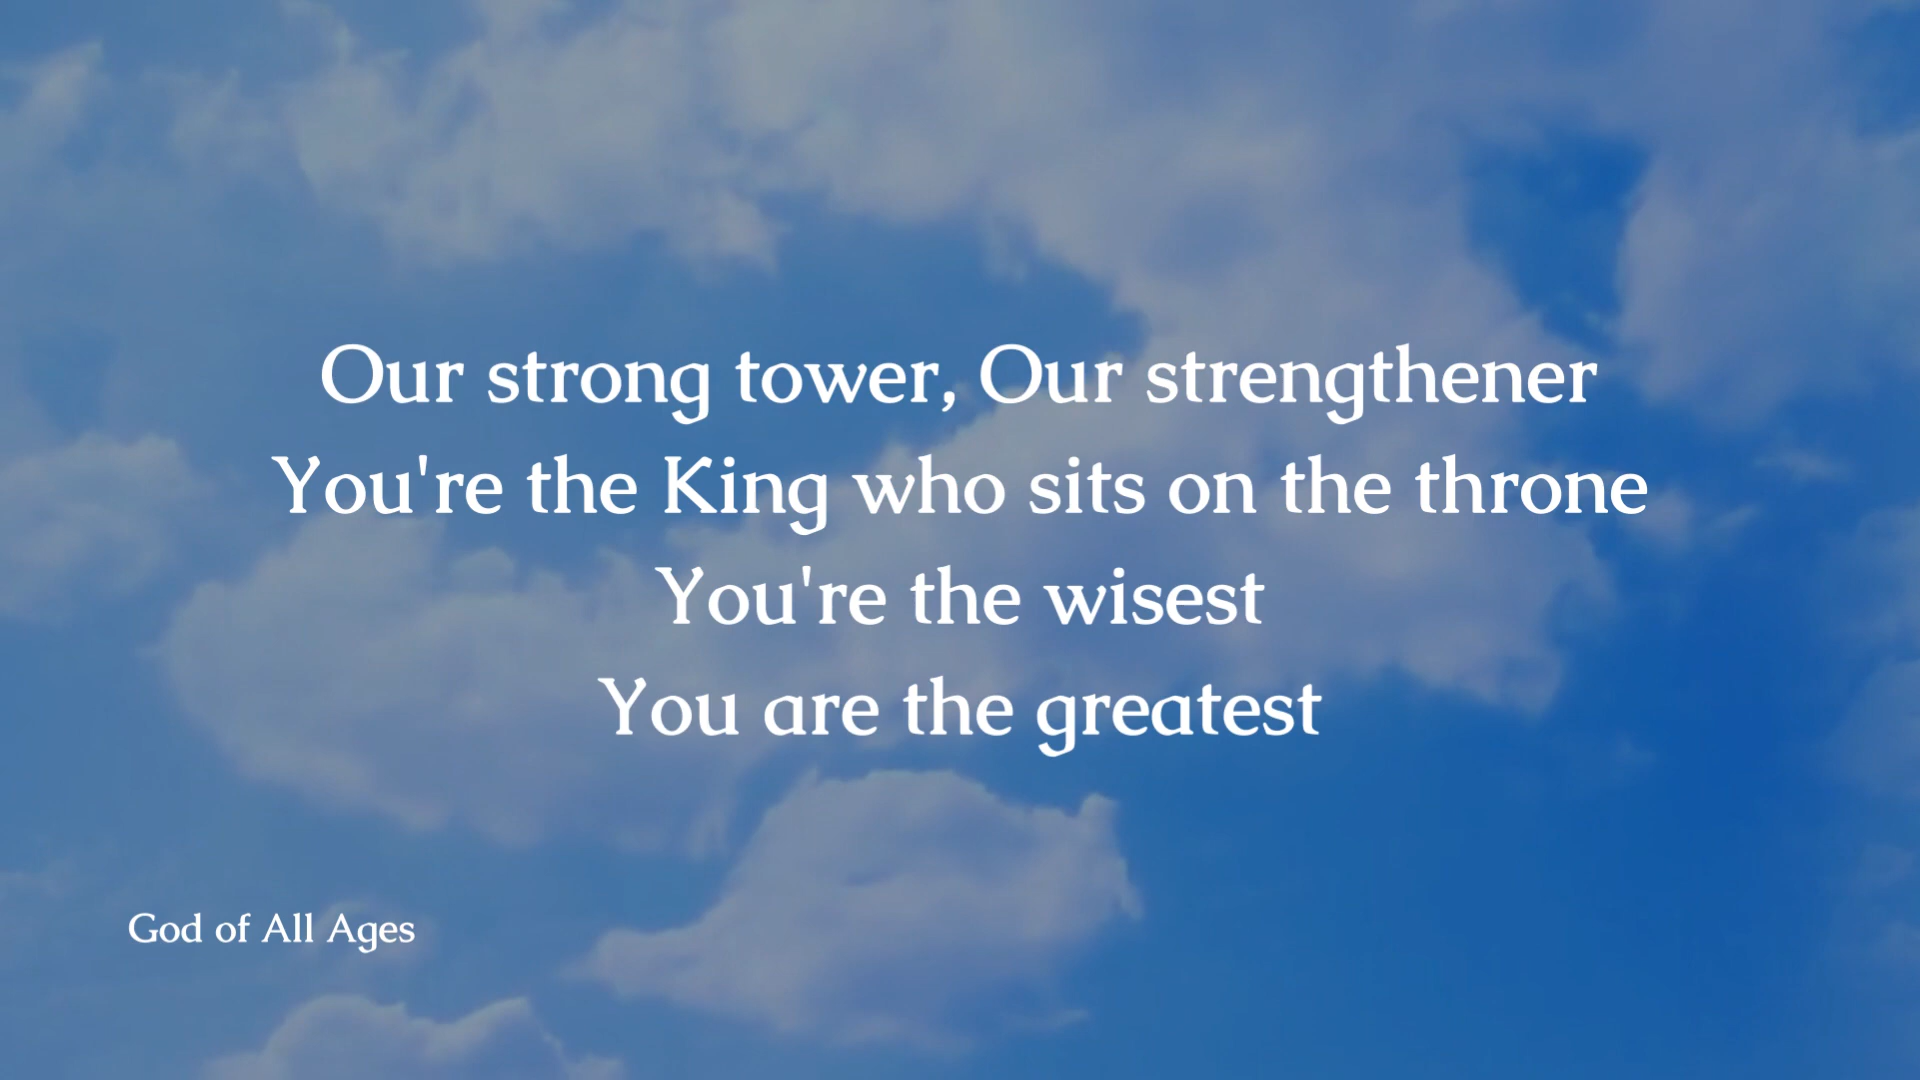 Our strong tower, Our strengthener
You're the King who sits on the throne
You're the wisest
You are the greatest
God of All Ages